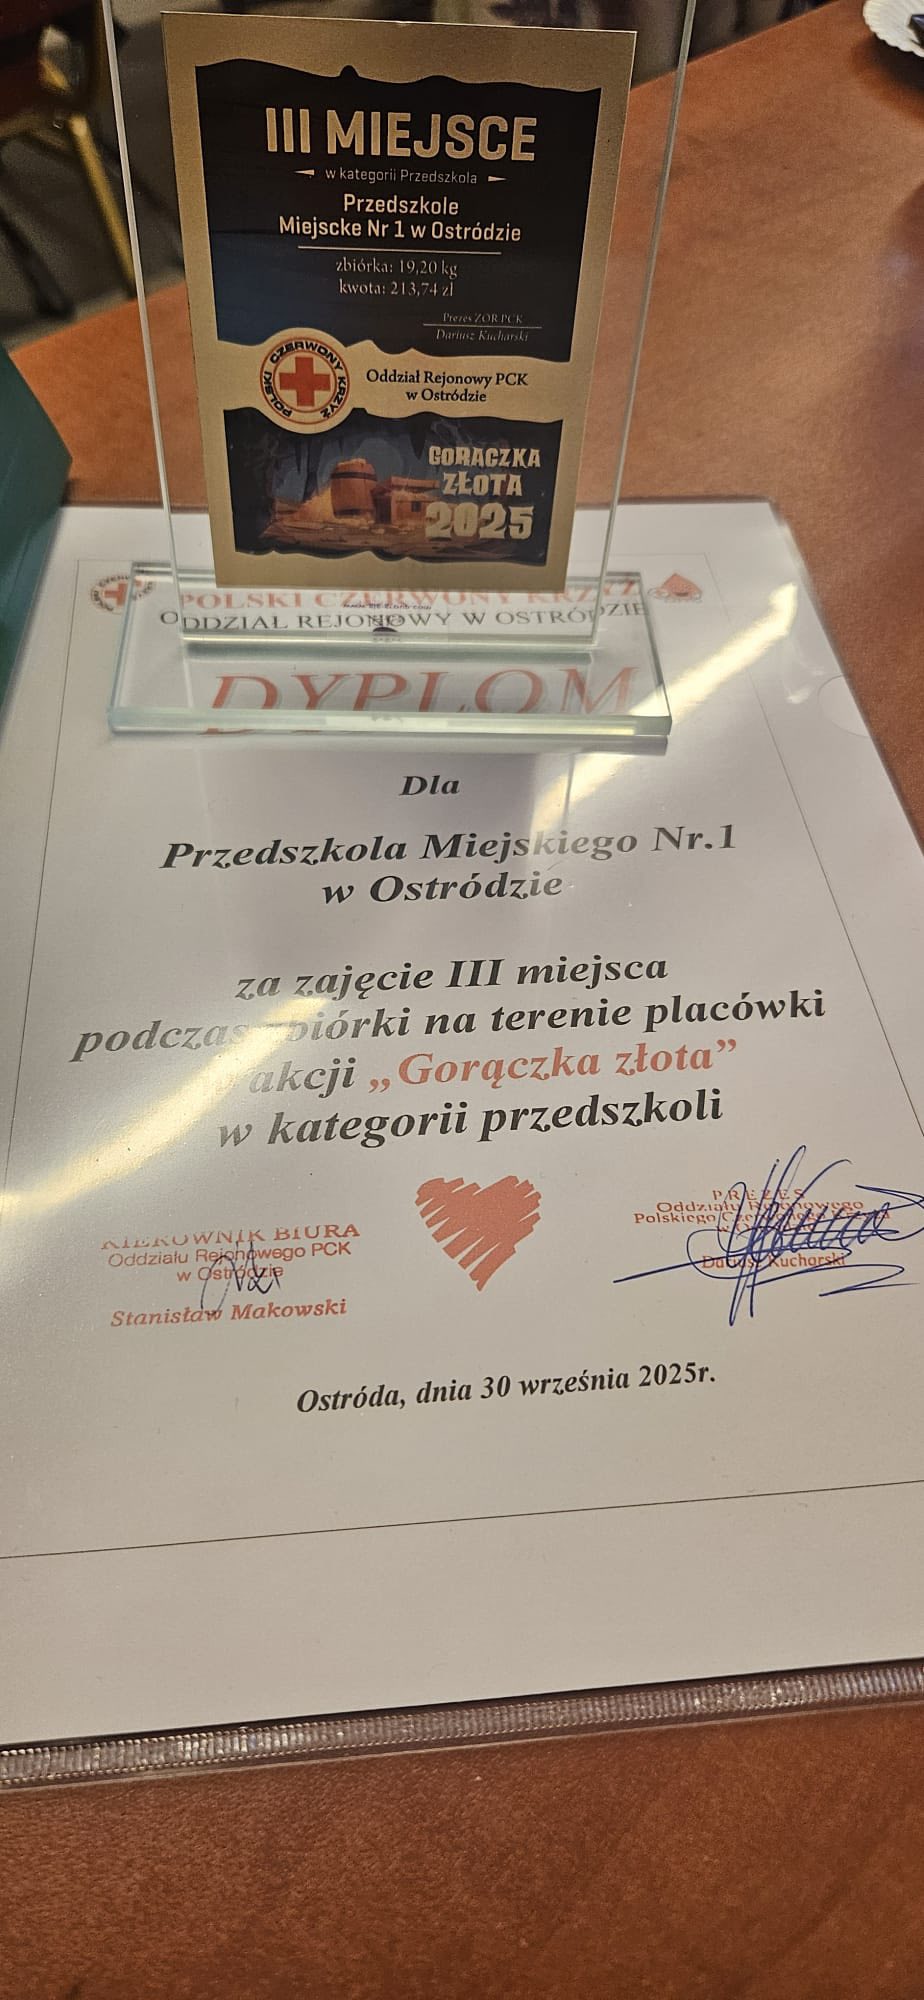 III MIEJSCE
w kategorii Przedszkola
Przedszkole
Miejscke Nr 1 w Ostródzie
zbiórka: 19,20 kg
kwota: 213,74 zł
Prezes ZOR PCK
Dariusz Kucharski
POLSKI CZERWONY KRZYŻ
Oddział Rejonowy PCK
w Ostródzie
GORĄCZKA
ZŁOTA
2025
POLSKI CZERWONY KRZYŻ
ODDZIAŁ REJONOWY W OSTRÓDZIE
DYPLOM
Dla
Przedszkola Miejskiego Nr.1
w Ostródzie
za zajęcie III miejsca
podczas zbiórki na terenie placówki
akcji „Gorączka złota”
w kategorii przedszkoli
KIEROWNIK BIURA
Oddziału Rejonowego PCK
w Ostródzie
Stanisław Makowski
PREZES
Oddziału Rejonowego
Polskiego
Dariusz Kucharski
Ostróda, dnia 30 września 2025r.